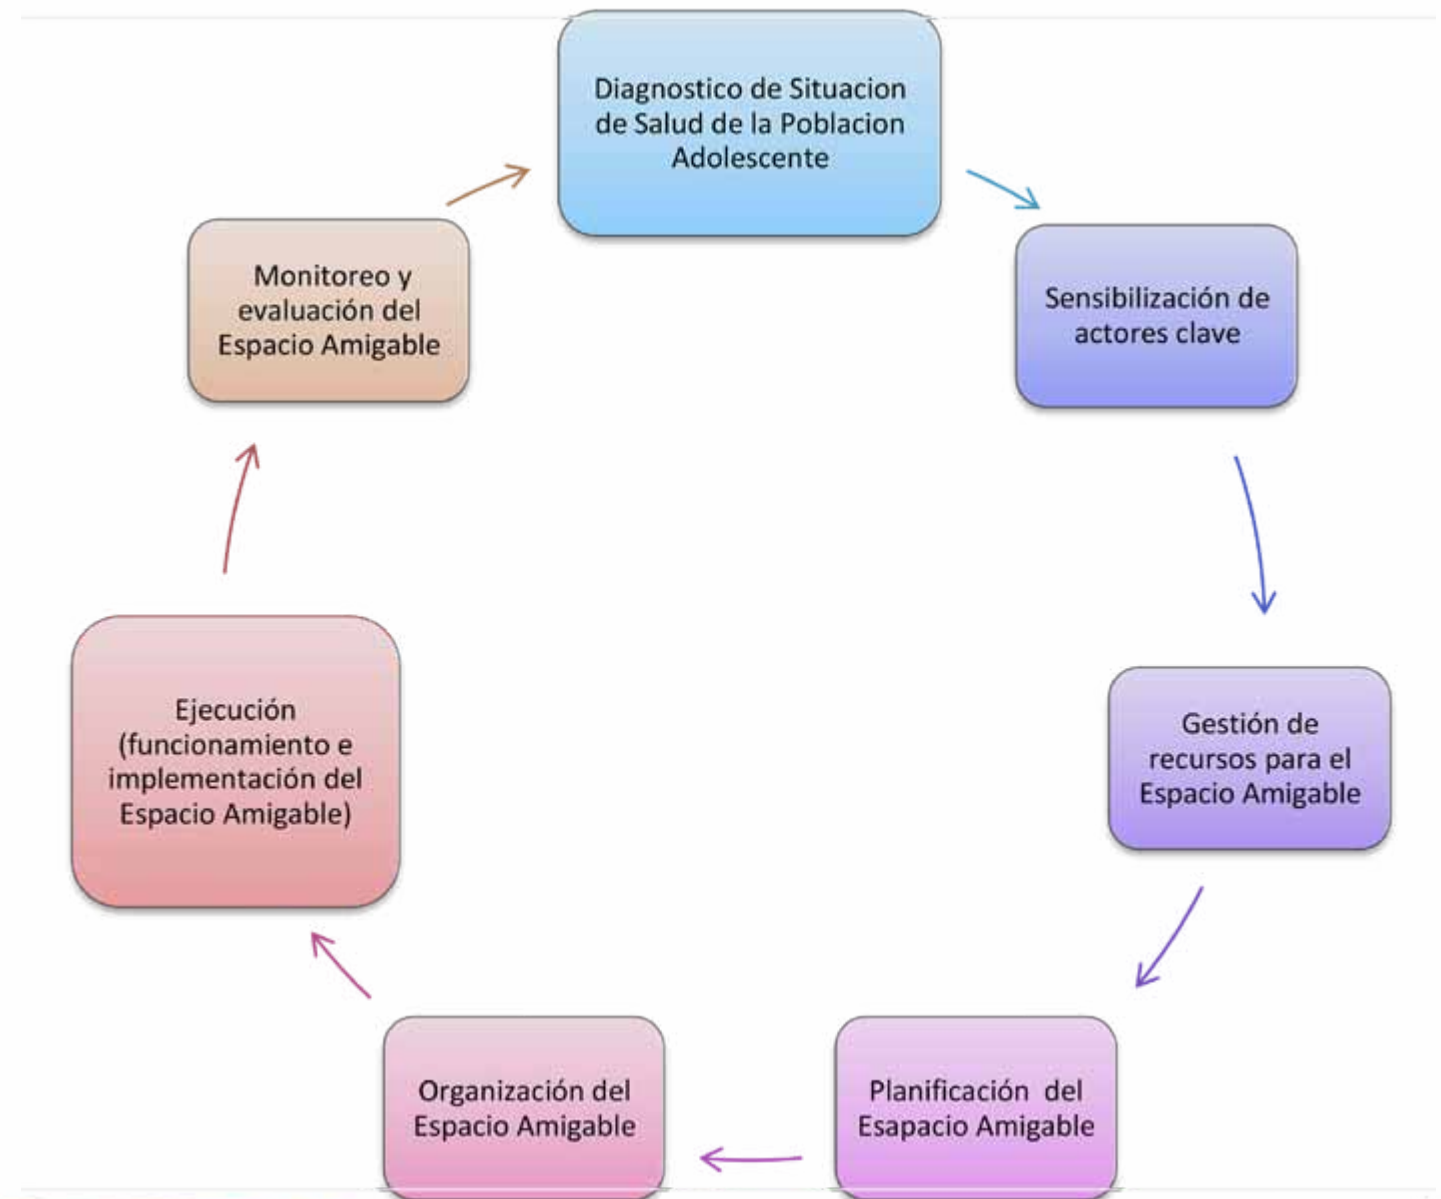 Diagnostico de Situacion
de Salud de la Poblacion
Adolescente
Sensibilización de
actores clave
Gestión de
recursos para el
Espacio Amigable
Planificación del
Esapacio Amigable
Organización del
Espacio Amigable
Ejecución
(funcionamiento e
implementación del
Espacio Amigable)
Monitoreo y
evaluación del
Espacio Amigable